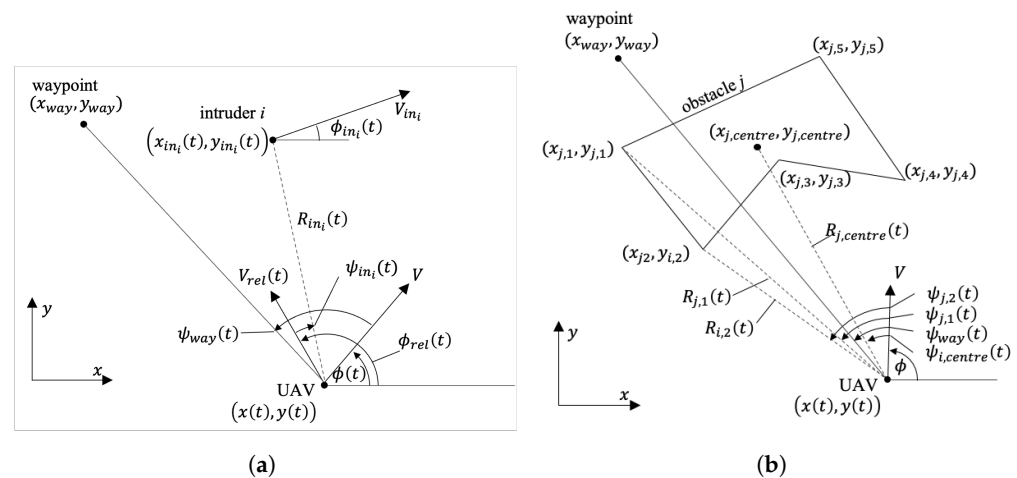 waypoint
(x_way, y_way)
intruder i
(x_in_i(t), y_in_i(t))
V_in_i
ϕ_in_i(t)
R_in_i(t)
V_rel(t)
ψ_in_i(t)
V
ψ_way(t)
ϕ_rel(t)
ϕ(t)
y
x
UAV
(x(t), y(t))
(a)
waypoint
(x_way, y_way)
(x_j,5, y_j,5)
obstacle j
(x_j,centre, y_j,centre)
(x_j,1, y_j,1)
(x_j,3, y_j,3)
(x_j,4, y_j,4)
(x_j2, y_i,2)
R_j,centre(t)
R_j,1(t)
R_i,2(t)
V
ψ_j,2(t)
ψ_j,1(t)
ψ_way(t)
ψ_i,centre(t)
ϕ
y
x
UAV
(x(t), y(t))
(b)